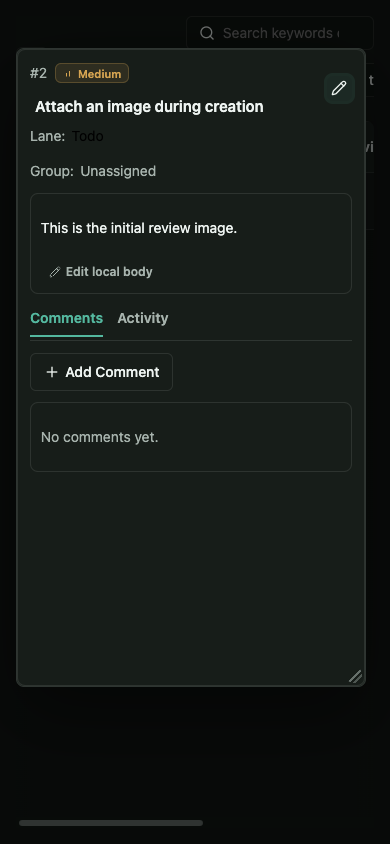 Search keywords
#2 Medium
Attach an image during creation
Lane: Todo
Group: Unassigned
This is the initial review image.
Edit local body
Comments Activity
Add Comment
No comments yet.